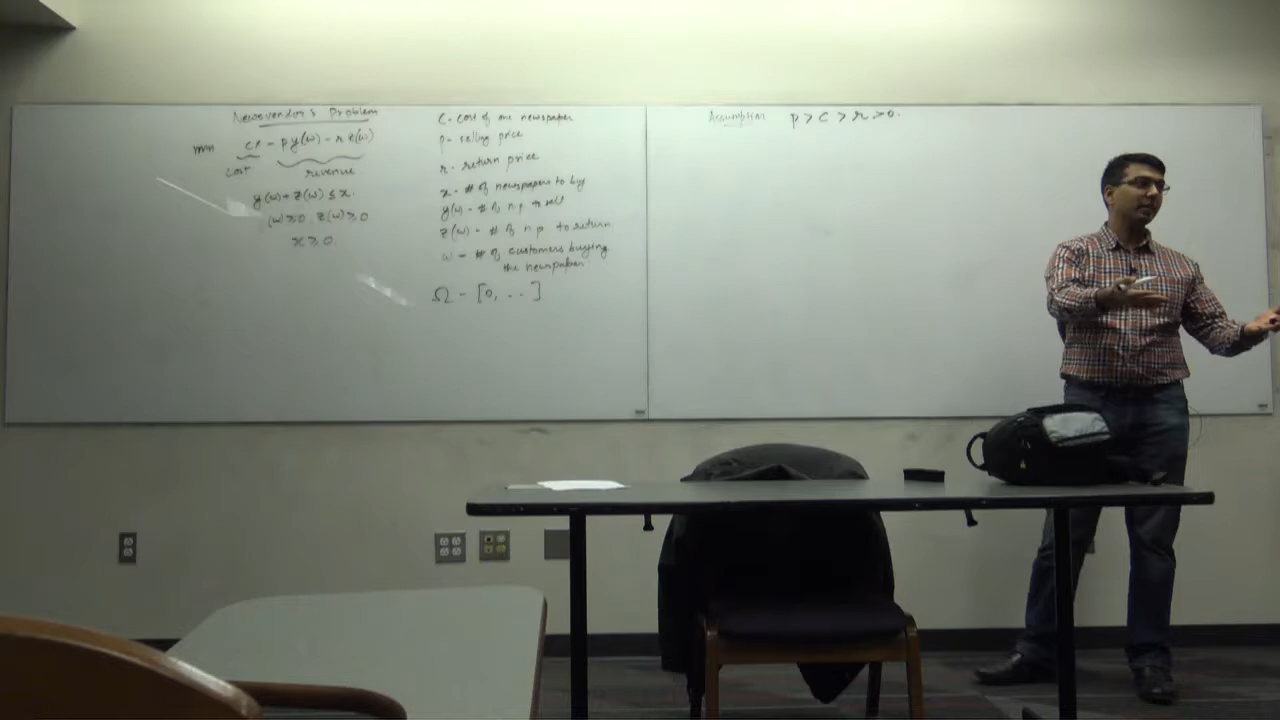 Newsvendor's Problem
min cx - p y(ω) - r z(ω)
cost revenue
y(ω) + z(ω) ≤ x.
(ω) ≥ 0, z(ω) ≥ 0
x ≥ 0.
C - cost of one newspaper
p - selling price
r - return price
x - # of newspapers to buy
y(ω) - # of n.p to sell
z(ω) - # of n.p to return.
ω - # of customers buying
the newspaper
Ω - [0, ... ]
Assumption p > c > r > 0.